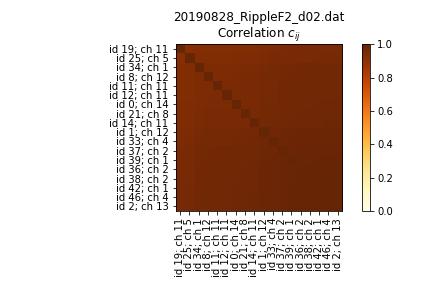 20190828_RippleF2_d02.dat
Correlation c_ij
id 19; ch 11
id 25; ch 5
id 34; ch 1
id 8; ch 12
id 11; ch 11
id 12; ch 11
id 0; ch 14
id 21; ch 8
id 14; ch 11
id 1; ch 12
id 33; ch 4
id 37; ch 2
id 39; ch 1
id 36; ch 2
id 38; ch 2
id 42; ch 1
id 46; ch 4
id 2; ch 13
id 19; ch 11
id 25; ch 5
id 34; ch 1
id 8; ch 12
id 11; ch 11
id 12; ch 11
id 0; ch 14
id 21; ch 8
id 14; ch 11
id 1; ch 12
id 33; ch 4
id 37; ch 2
id 39; ch 1
id 36; ch 2
id 38; ch 2
id 42; ch 1
id 46; ch 4
id 2; ch 13
1.0
0.8
0.6
0.4
0.2
0.0